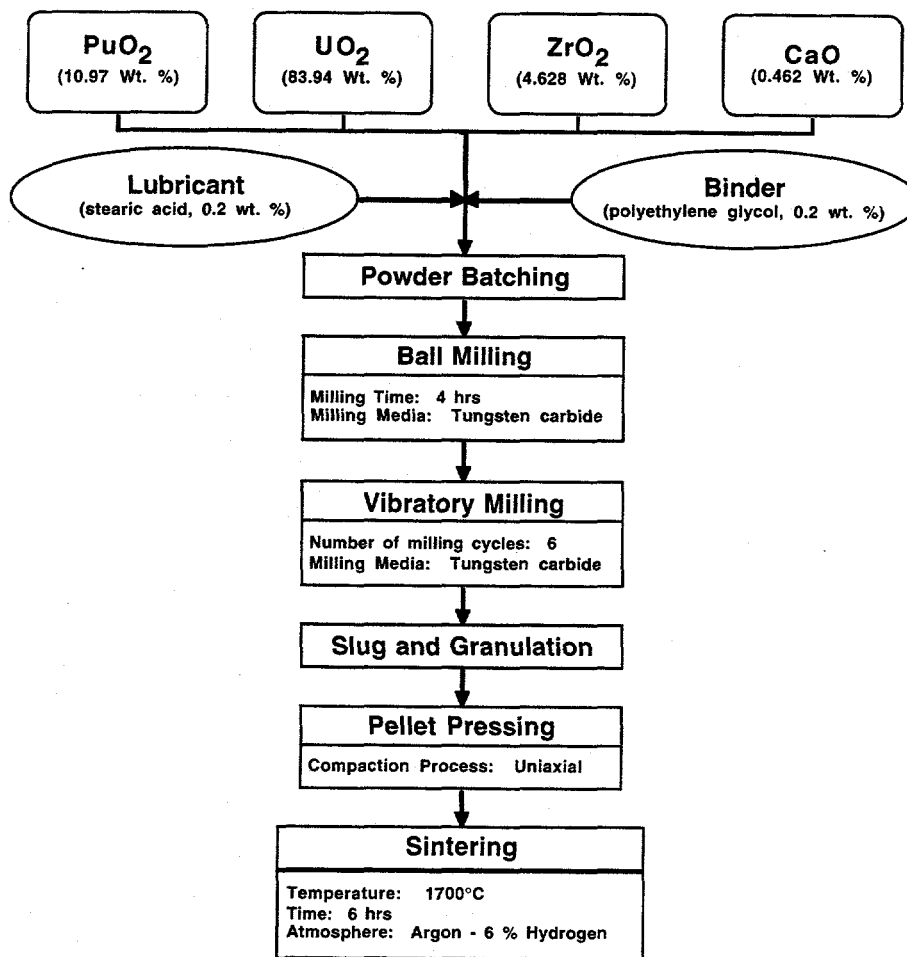 PuO2
(10.97 Wt. %)
UO2
(83.94 Wt. %)
ZrO2
(4.628 Wt. %)
CaO
(0.462 Wt. %)
Lubricant
(stearic acid, 0.2 wt. %)
Binder
(polyethylene glycol, 0.2 wt. %)
Powder Batching
Ball Milling
Milling Time: 4 hrs
Milling Media: Tungsten carbide
Vibratory Milling
Number of milling cycles: 6
Milling Media: Tungsten carbide
Slug and Granulation
Pellet Pressing
Compaction Process: Uniaxial
Sintering
Temperature: 1700°C
Time: 6 hrs
Atmosphere: Argon - 6 % Hydrogen